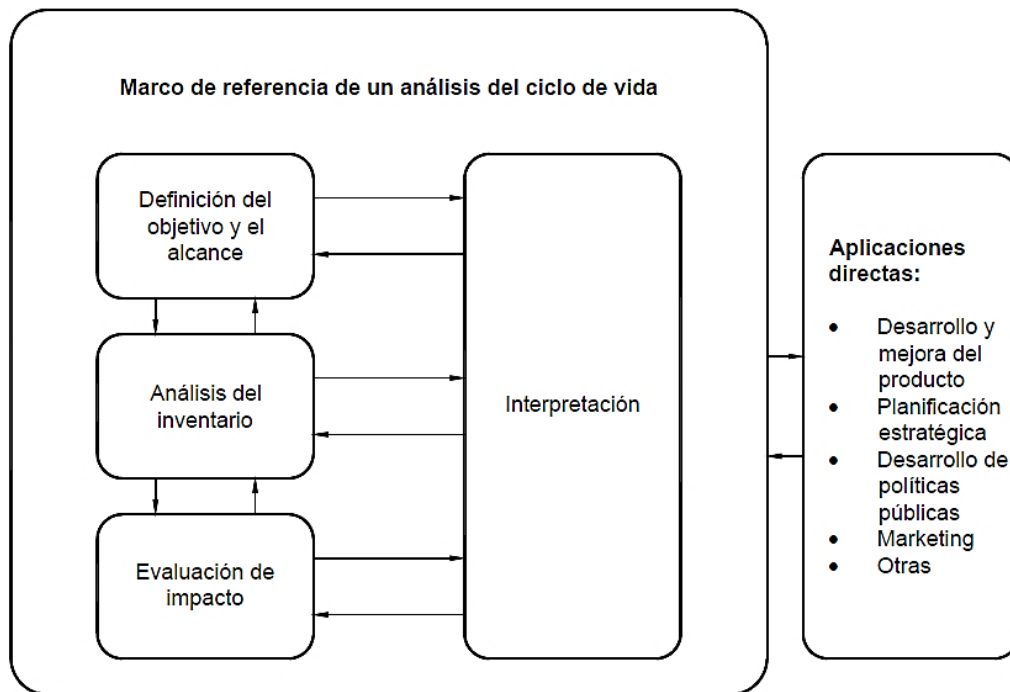 Marco de referencia de un análisis del ciclo de vida
Definición del
objetivo y el
alcance
Análisis del
inventario
Evaluación de
impacto
Interpretación
Aplicaciones
directas:
• Desarrollo y
mejora del
producto
• Planificación
estratégica
• Desarrollo de
políticas
públicas
• Marketing
• Otras